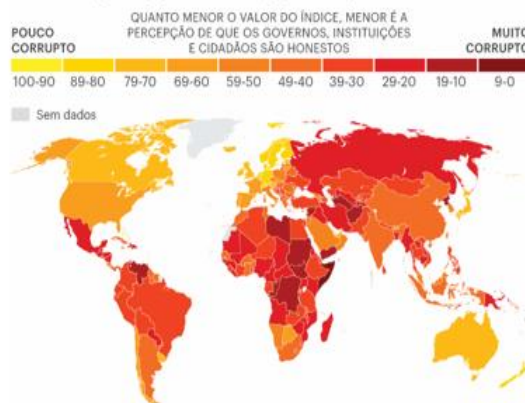 QUANTO MENOR O VALOR DO ÍNDICE, MENOR É A
PERCEPÇÃO DE QUE OS GOVERNOS, INSTITUIÇÕES
E CIDADÃOS SÃO HONESTOS
POUCO
CORRUPTO
MUITO
CORRUPTO
100-90 89-80 79-70 69-60 59-50 49-40 39-30 29-20 19-10 9-0
Sem dados